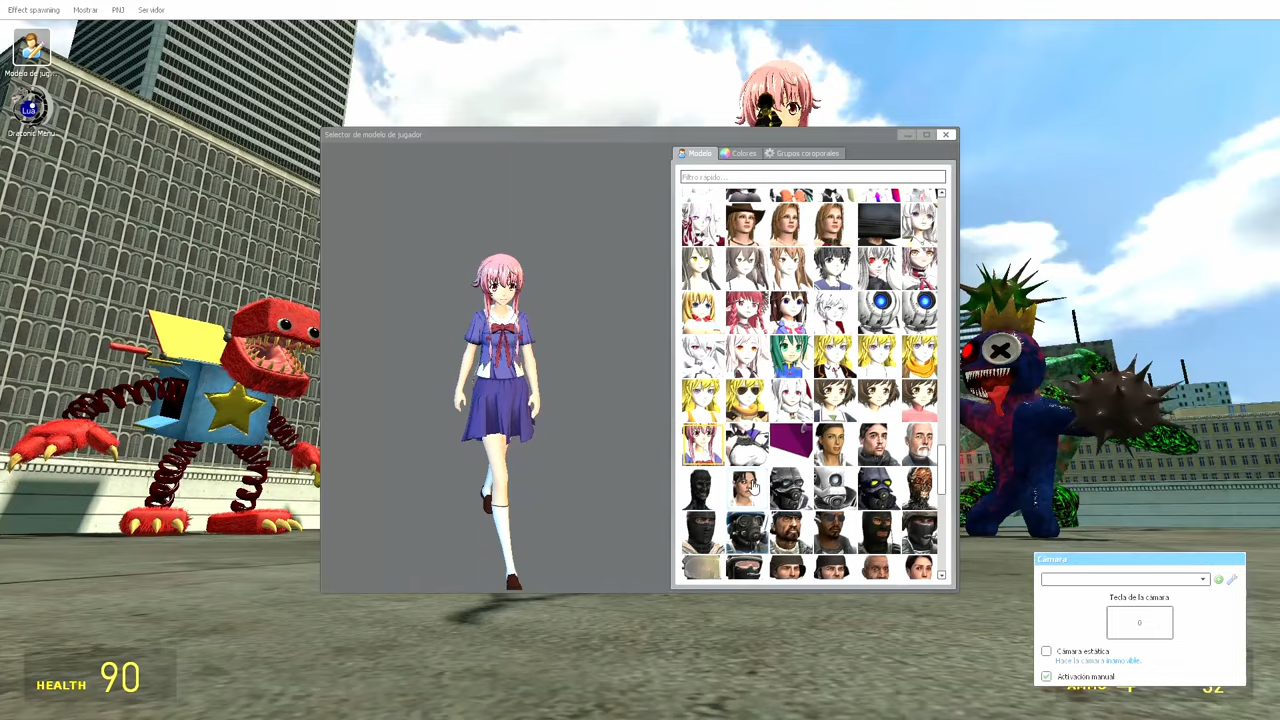 Effect spawning Mostrar PNJ Servidor
Modelo de jug...
Lua
Draconic Menu
Selector de modelo de jugador
Modelo Colores Grupos coroporales
Filtro rápido...
Cámara
Tecla de la cámara
0
Cámara estática
Hace la cámara inamovible.
Activación manual
HEALTH 90